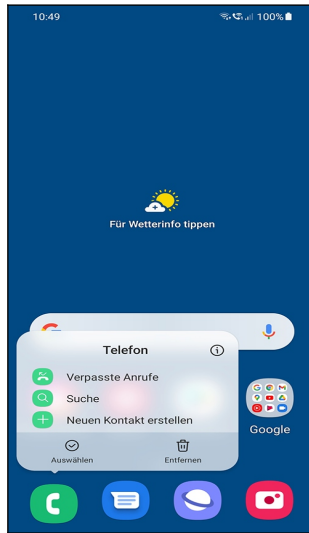 10:49
100%
Für Wetterinfo tippen
Telefon
Verpasste Anrufe
Suche
Neuen Kontakt erstellen
Google
Auswählen
Entfernen